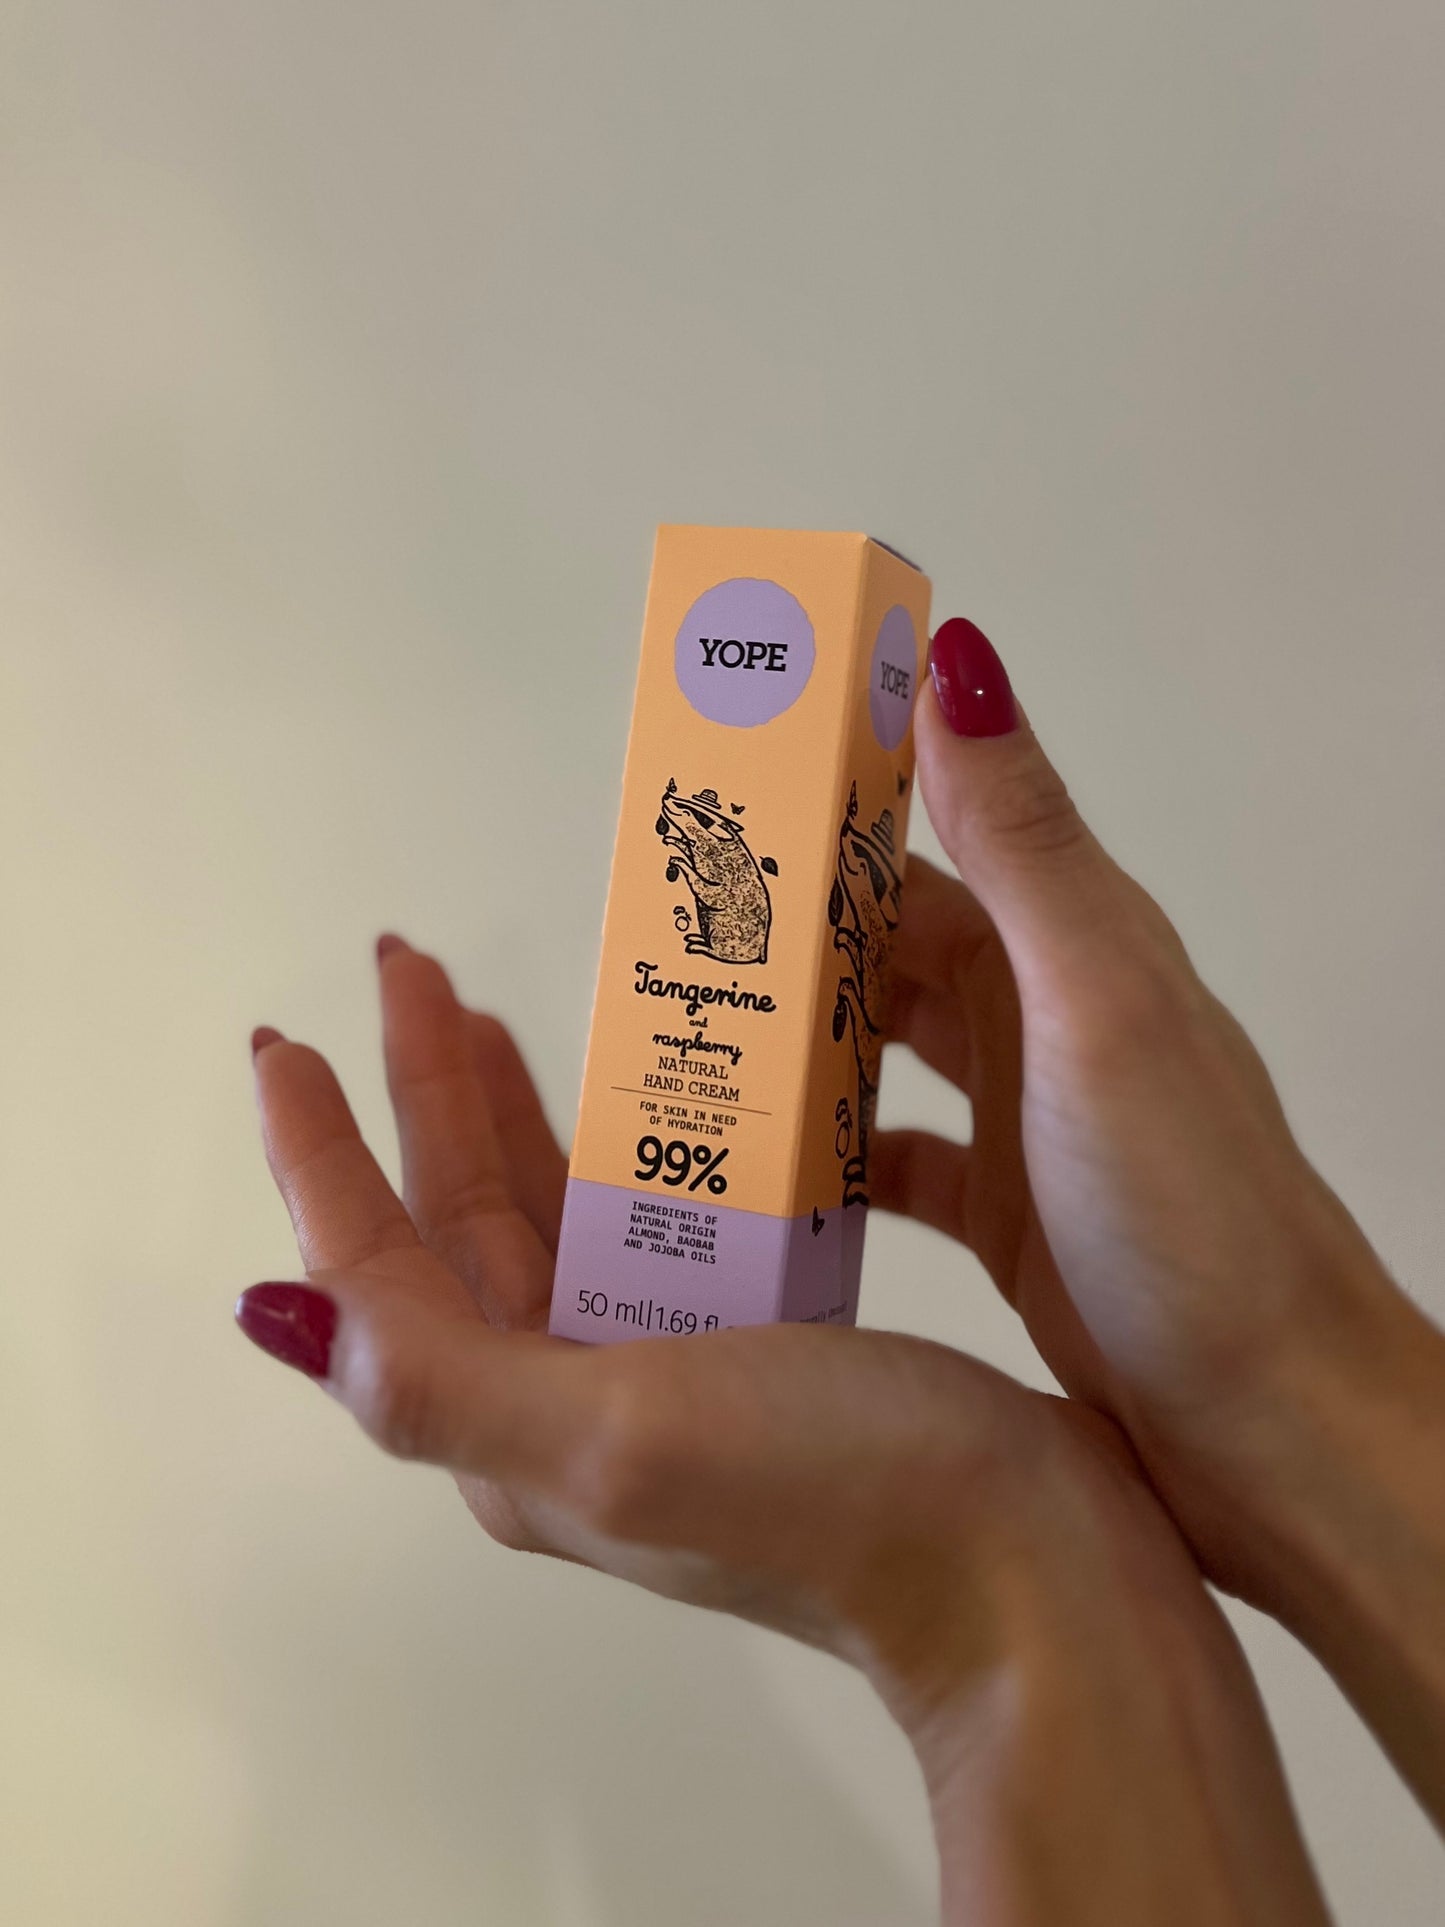 YOPE
Tangerine
and
raspberry
NATURAL
HAND CREAM
FOR SKIN IN NEED
OF HYDRATION
99%
INGREDIENTS OF
NATURAL ORIGIN
ALMOND, BAOBAB
AND JOJOBA OILS
50 ml|1.69 fl
YOPE